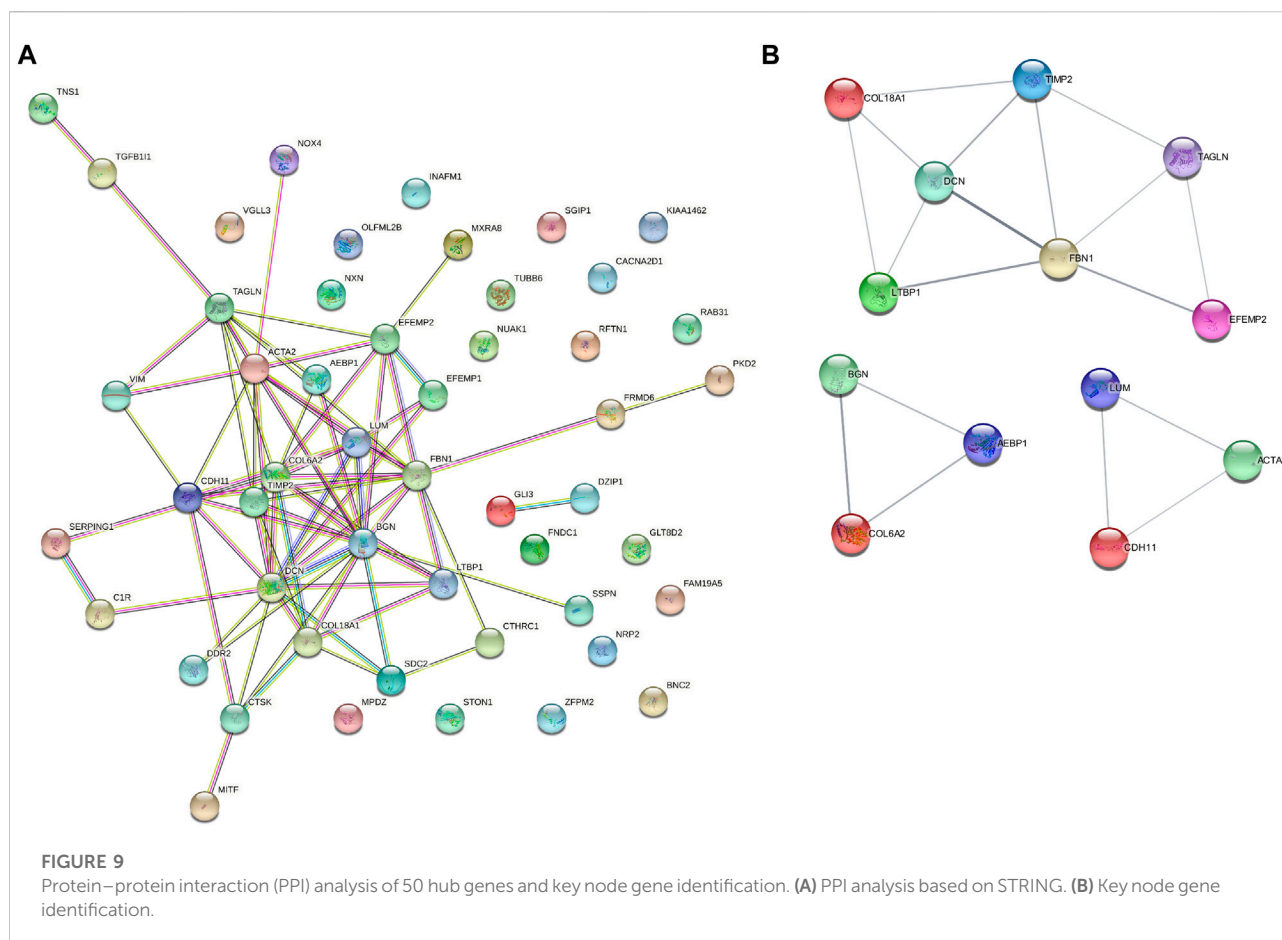 A
B
TNS1
TGFB1I1
NOX4
INAFM1
VGLL3
OLFML2B
MXRA8
SGIP1
KIAA1462
CACNA2D1
NXN
TUBB6
TAGLN
EFEMP2
NUAK1
RFTN1
RAB31
ACTA2
AEBP1
EFEMP1
PKD2
VIM
FRMD6
LUM
COL6A2
FBN1
CDH11
TIMP2
GLI3
DZIP1
SERPING1
BGN
FNDC1
GLT8D2
DCN
LTBP1
C1R
SSPN
FAM19A5
COL18A1
CTHRC1
NRP2
DDR2
SDC2
BNC2
CTSK
MPDZ
STON1
ZFPM2
MITF
TIMP2
COL18A1
TAGLN
DCN
FBN1
LTBP1
EFEMP2
BGN
AEBP1
COL6A2
LUM
ACTA
CDH11
FIGURE 9
Protein–protein interaction (PPI) analysis of 50 hub genes and key node gene identification. (A) PPI analysis based on STRING. (B) Key node gene
identification.